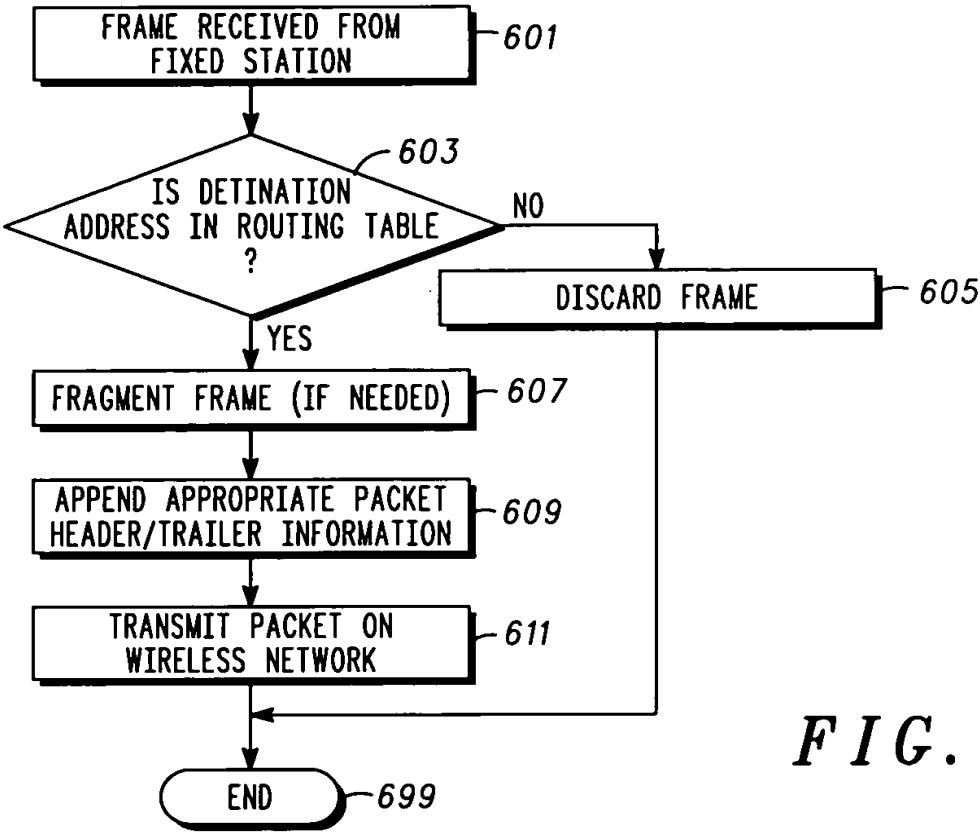 FRAME RECEIVED FROM
FIXED STATION
601
603
IS DETINATION
ADDRESS IN ROUTING TABLE
?
NO
DISCARD FRAME
605
YES
FRAGMENT FRAME (IF NEEDED)
607
APPEND APPROPRIATE PACKET
HEADER/TRAILER INFORMATION
609
TRANSMIT PACKET ON
WIRELESS NETWORK
611
FIG.
END
699